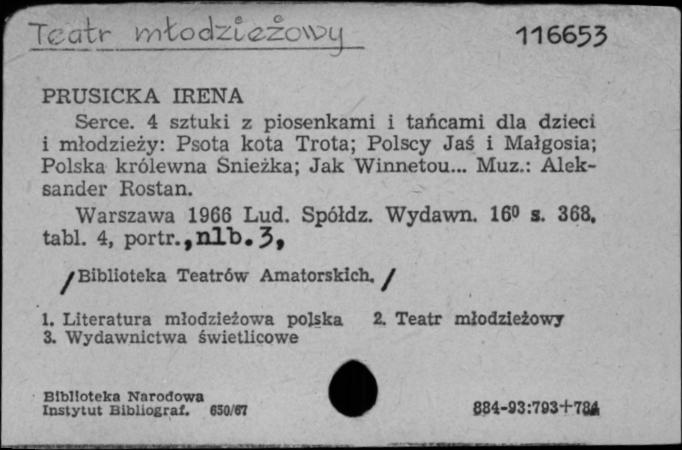 Teatr młodzieżowy 116653
PRUSICKA IRENA
Serce. 4 sztuki z piosenkami i tańcami dla dzieci
i młodzieży: Psota kota Trota; Polscy Jaś i Małgosia;
Polska królewna Snieżka; Jak Winnetou... Muz.: Alek-
sander Rostan.
Warszawa 1966 Lud. Spółdz. Wydawn. 16⁰ s. 368,
tabl. 4, portr., nlb. 3,
/Biblioteka Teatrów Amatorskich. /
1. Literatura młodzieżowa polska 2. Teatr młodzieżowy
3. Wydawnictwa świetlicowe
Biblioteka Narodowa
Instytut Bibliograf. 650/67 884-93:793+784